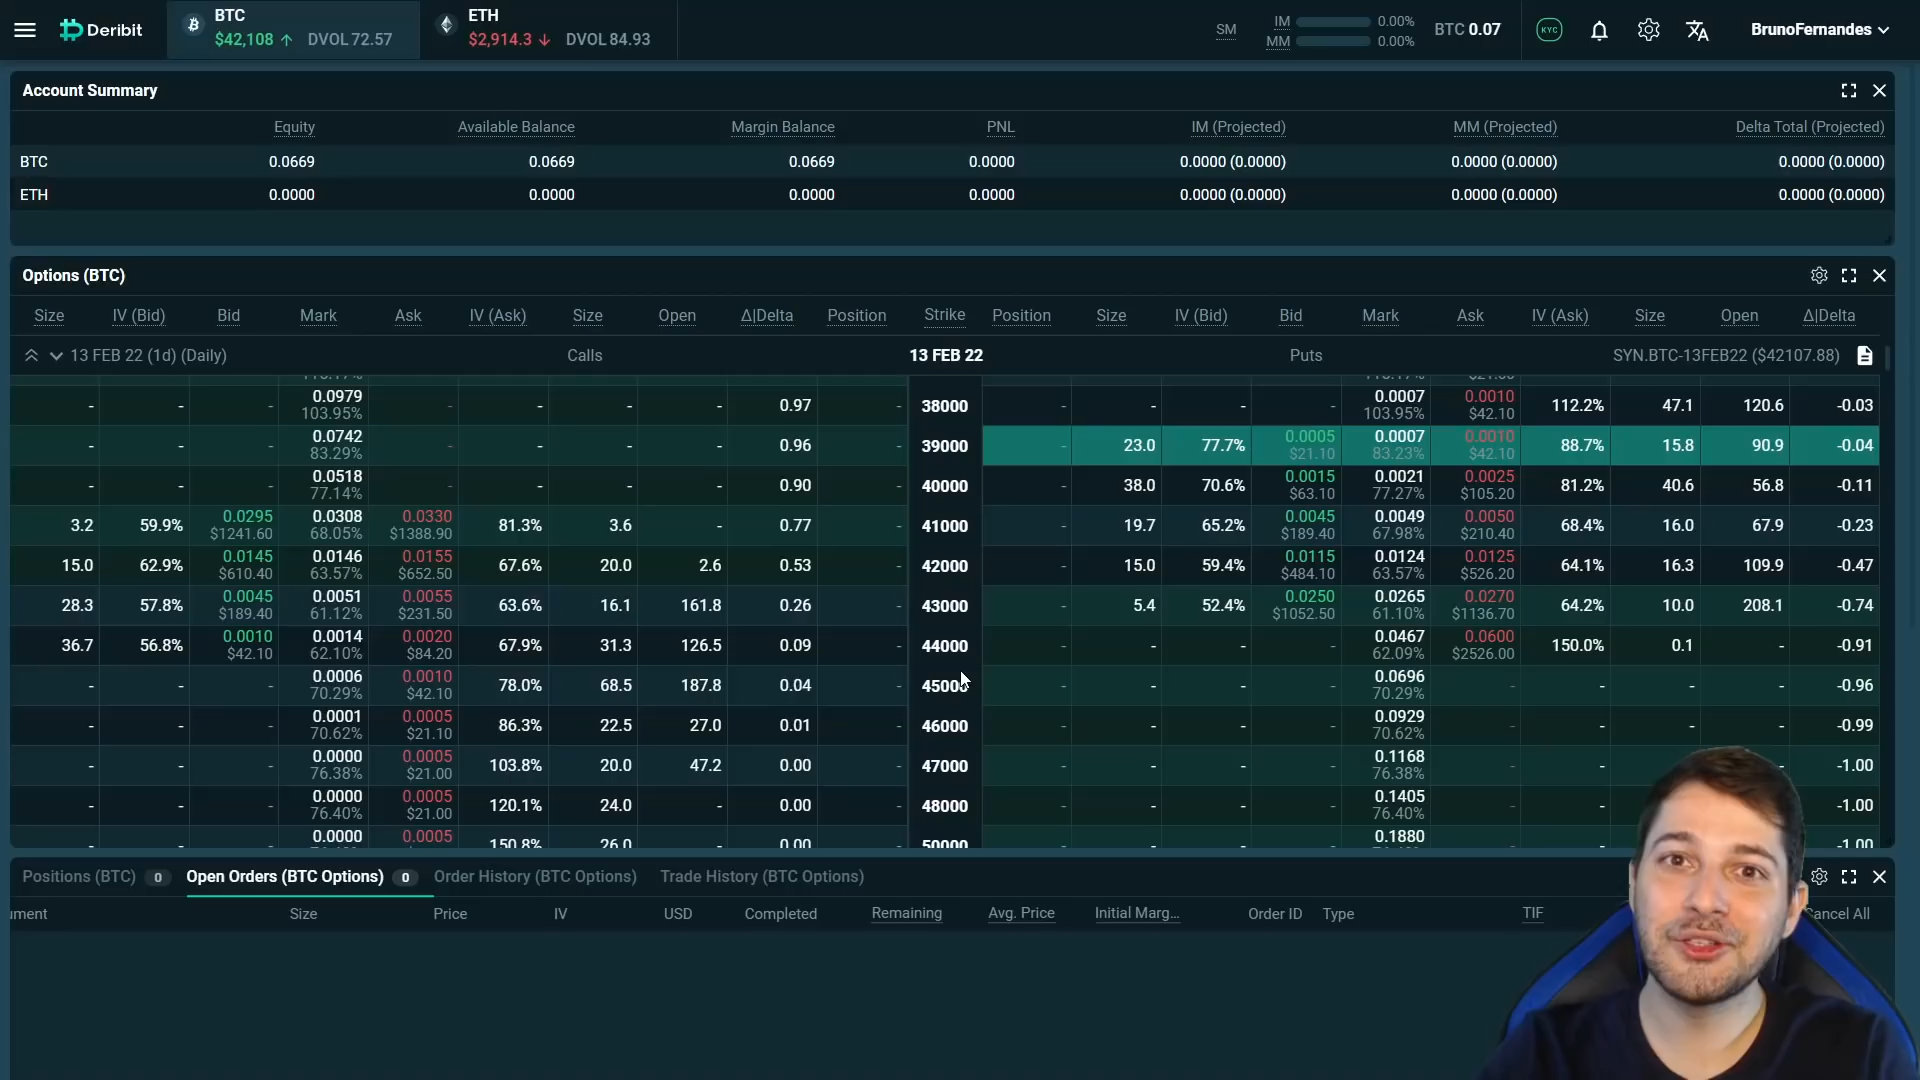 Deribit
BTC
$42,108 ↑ DVOL 72.57
ETH
$2,914.3 ↓ DVOL 84.93
SM
IM 0.00%
MM 0.00%
BTC 0.07
KYC
BrunoFernandes
Account Summary
Equity Available Balance Margin Balance PNL IM (Projected) MM (Projected) Delta Total (Projected)
BTC 0.0669 0.0669 0.0669 0.0000 0.0000 (0.0000) 0.0000 (0.0000) 0.0000 (0.0000)
ETH 0.0000 0.0000 0.0000 0.0000 0.0000 (0.0000) 0.0000 (0.0000) 0.0000 (0.0000)
Options (BTC)
Size IV (Bid) Bid Mark Ask IV (Ask) Size Open Δ|Delta Position Strike Position Size IV (Bid) Bid Mark Ask IV (Ask) Size Open Δ|Delta
13 FEB 22 (1d) (Daily) Calls 13 FEB 22 Puts SYN.BTC-13FEB22 ($42107.88)
- - - 0.0979 - - - - 0.97 - 38000 - - - - 0.0007 0.0010 112.2% 47.1 120.6 -0.03
103.95% 103.95% $42.10
- - - 0.0742 - - - - 0.96 - 39000 - 23.0 77.7% 0.0005 0.0007 0.0010 88.7% 15.8 90.9 -0.04
83.29% $21.10 83.23% $42.10
- - - 0.0518 - - - - 0.90 - 40000 - 38.0 70.6% 0.0015 0.0021 0.0025 81.2% 40.6 56.8 -0.11
77.14% $63.10 77.27% $105.20
3.2 59.9% 0.0295 0.0308 0.0330 81.3% 3.6 - 0.77 - 41000 - 19.7 65.2% 0.0045 0.0049 0.0050 68.4% 16.0 67.9 -0.23
$1241.60 68.05% $1388.90 $189.40 67.98% $210.40
15.0 62.9% 0.0145 0.0146 0.0155 67.6% 20.0 2.6 0.53 - 42000 - 15.0 59.4% 0.0115 0.0124 0.0125 64.1% 16.3 109.9 -0.47
$610.40 63.57% $652.50 $484.10 63.57% $526.20
28.3 57.8% 0.0045 0.0051 0.0055 63.6% 16.1 161.8 0.26 - 43000 - 5.4 52.4% 0.0250 0.0265 0.0270 64.2% 10.0 208.1 -0.74
$189.40 61.12% $231.50 $1052.50 61.10% $1136.70
36.7 56.8% 0.0010 0.0014 0.0020 67.9% 31.3 126.5 0.09 - 44000 - - - - 0.0467 0.0600 150.0% 0.1 - -0.91
$42.10 62.10% $84.20 62.09% $2526.00
- - - 0.0006 0.0010 78.0% 68.5 187.8 0.04 - 45000 - - - - 0.0696 - - - - -0.96
70.29% $42.10 70.29%
- - - 0.0001 0.0005 86.3% 22.5 27.0 0.01 - 46000 - - - - 0.0929 - - - - -0.99
70.62% $21.10 70.62%
- - - 0.0000 0.0005 103.8% 20.0 47.2 0.00 - 47000 - - - - 0.1168 - - - - -1.00
76.38% $21.00 76.38%
- - - 0.0000 0.0005 120.1% 24.0 - 0.00 - 48000 - - - - 0.1405 - - -1.00
76.40% $21.00 76.40%
- - - 0.0000 0.0005 150.8% 26.0 - 0.00 - 50000 - - - - 0.1880 - - -1.00
Positions (BTC) 0 Open Orders (BTC Options) 0 Order History (BTC Options) Trade History (BTC Options)
ument Size Price IV USD Completed Remaining Avg. Price Initial Marg... Order ID Type TIF Cancel All